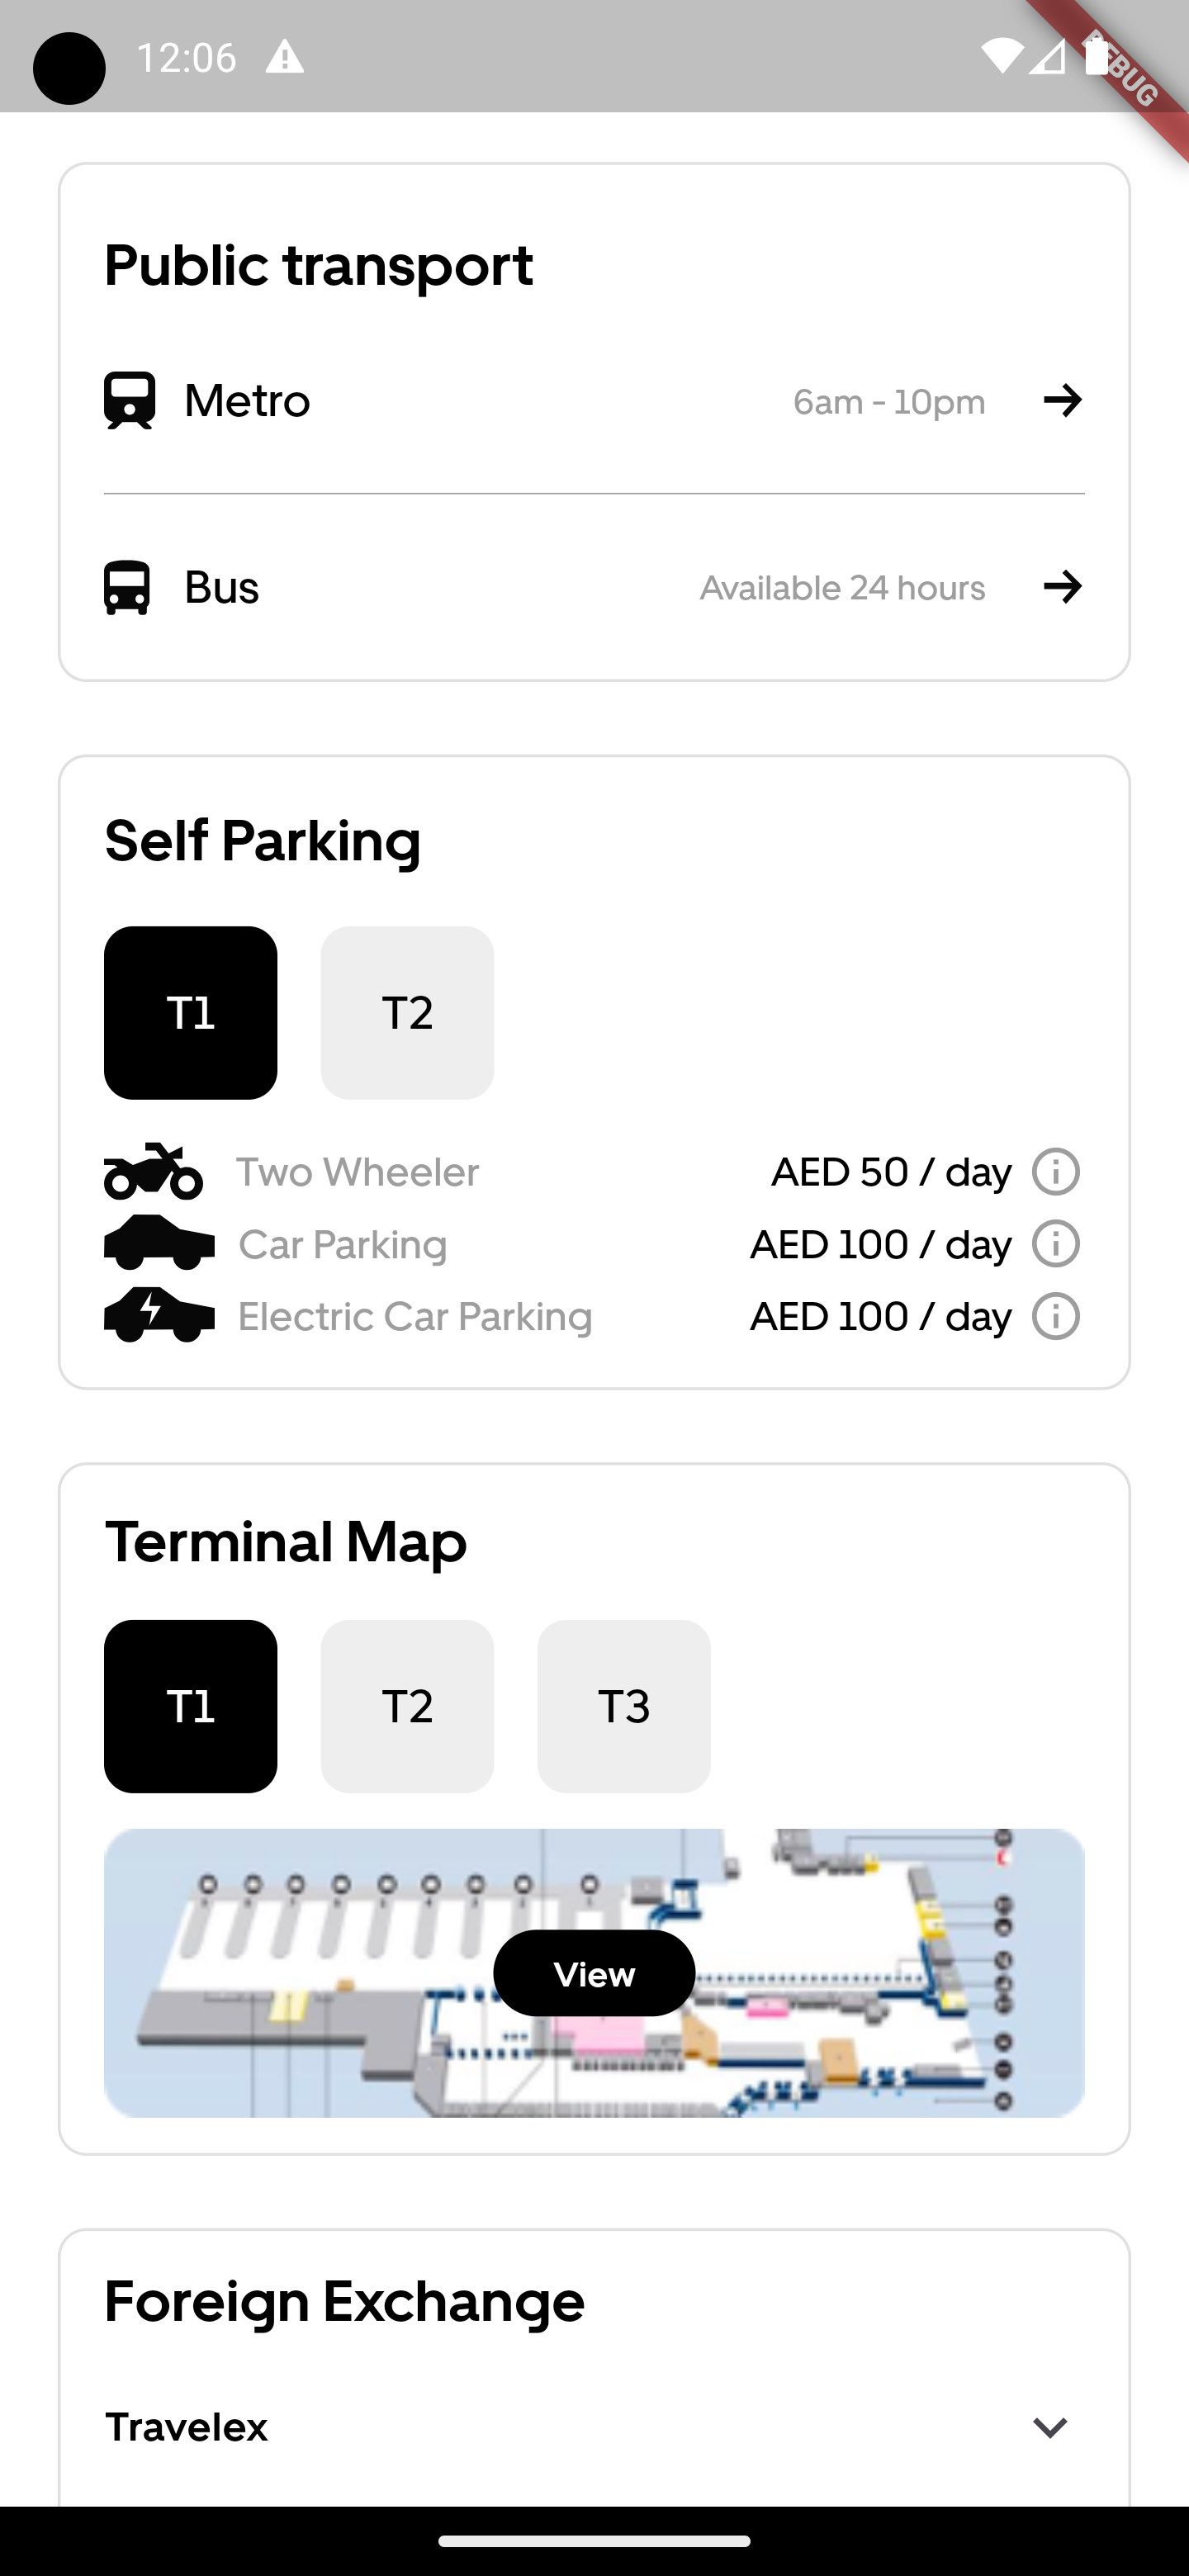 12:06
DEBUG
Public transport
Metro 6am - 10pm
Bus Available 24 hours
Self Parking
T1 T2
Two Wheeler AED 50 / day
Car Parking AED 100 / day
Electric Car Parking AED 100 / day
Terminal Map
T1 T2 T3
View
Foreign Exchange
Travelex